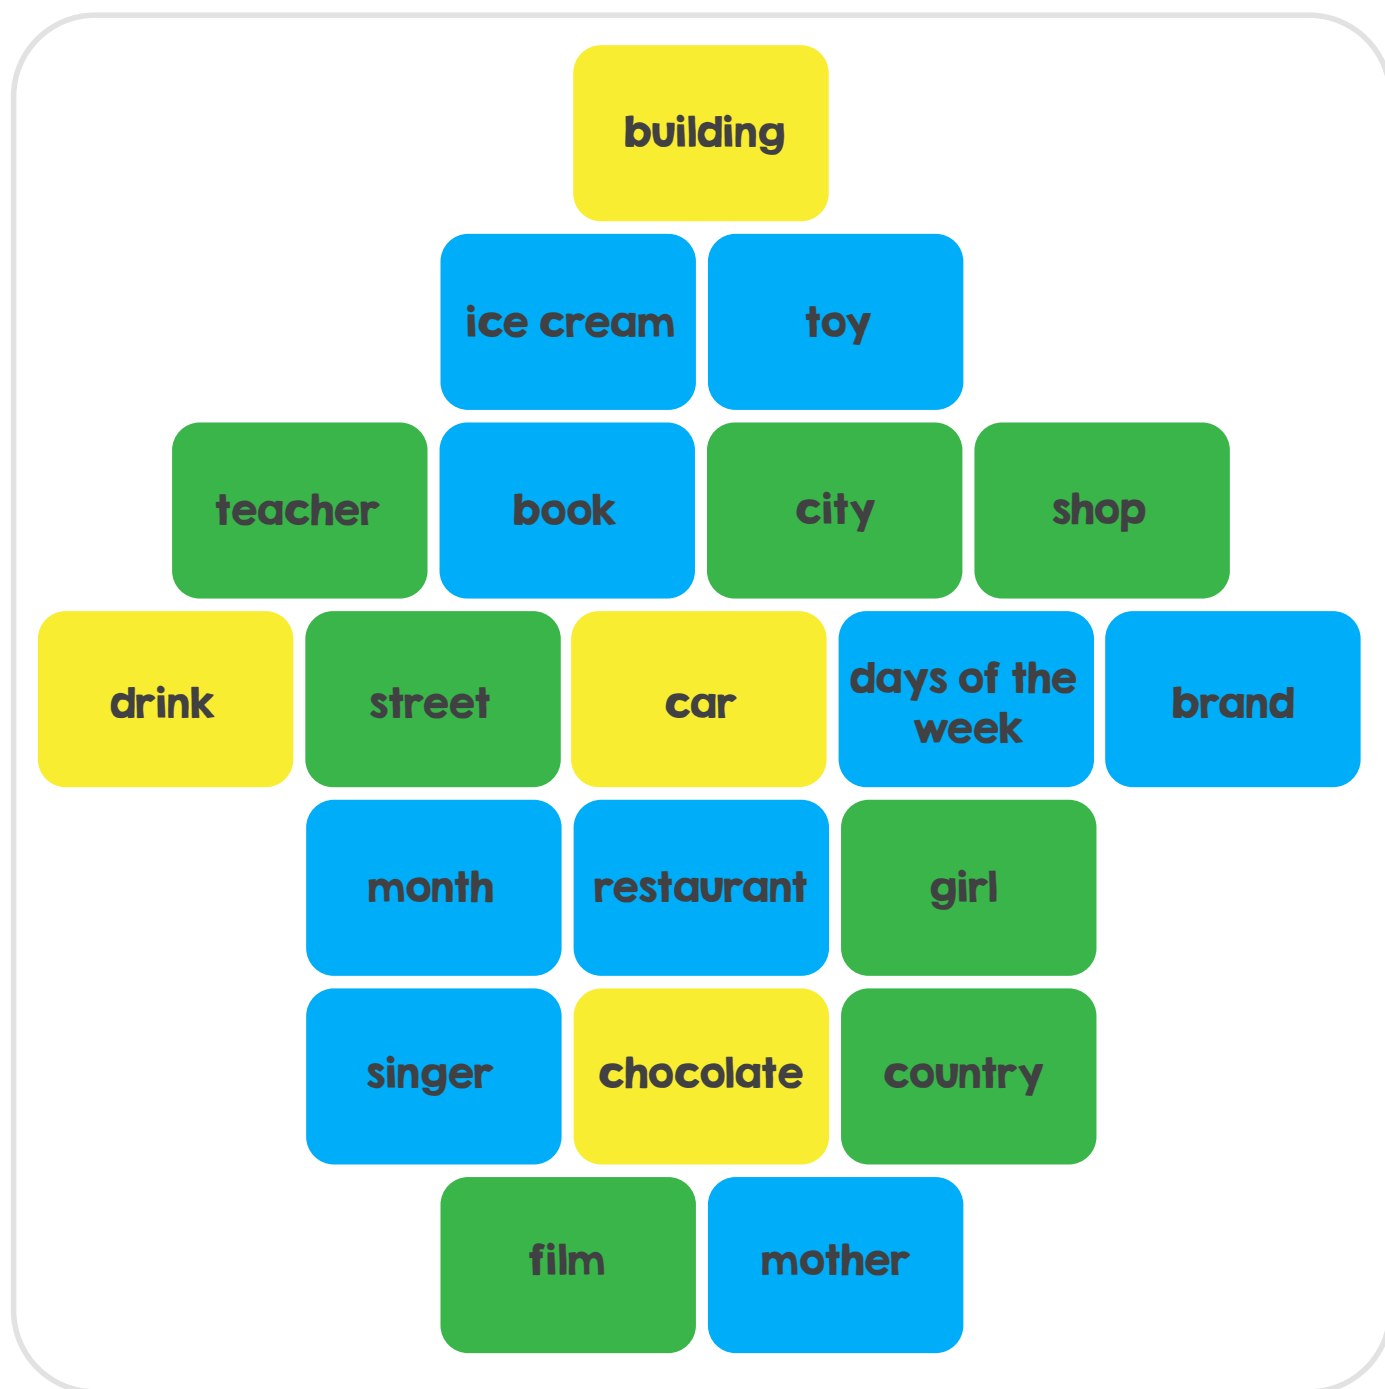 building
ice cream
toy
teacher
book
city
shop
drink
street
car
days of the
week
brand
month
restaurant
girl
singer
chocolate
country
film
mother